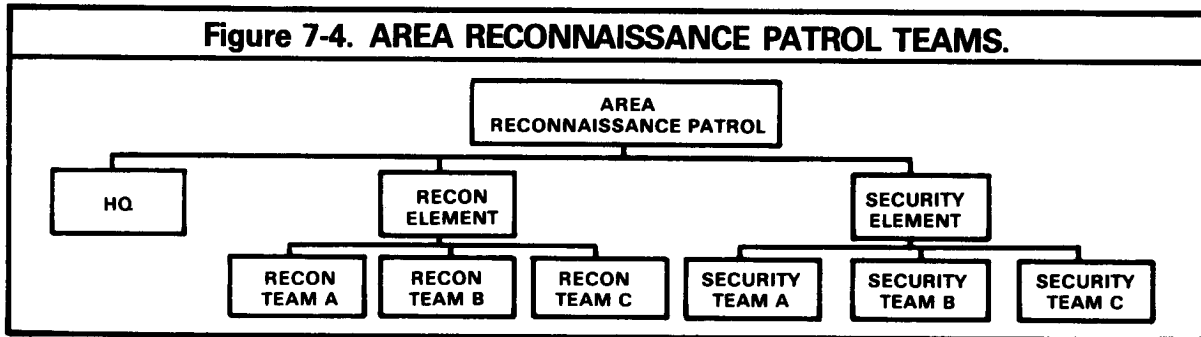 Figure 7-4. AREA RECONNAISSANCE PATROL TEAMS.
AREA
RECONNAISSANCE PATROL
HQ
RECON
ELEMENT
SECURITY
ELEMENT
RECON
TEAM A
RECON
TEAM B
RECON
TEAM C
SECURITY
TEAM A
SECURITY
TEAM B
SECURITY
TEAM C